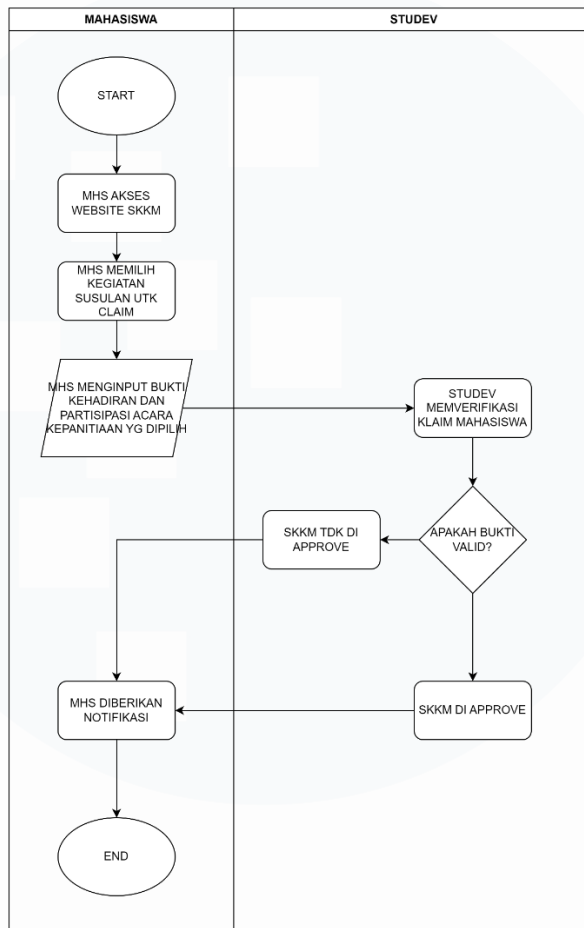 MAHASISWA
STUDEV
START
MHS AKSES
WEBSITE SKKM
MHS MEMILIH
KEGIATAN
SUSULAN UTK
CLAIM
MHS MENGINPUT BUKTI
KEHADIRAN DAN
PARTISIPASI ACARA
KEPANITIAAN YG DIPILIH
STUDEV
MEMVERIFIKASI
KLAIM MAHASISWA
APAKAH BUKTI
VALID?
SKKM TDK DI
APPROVE
SKKM DI APPROVE
MHS DIBERIKAN
NOTIFIKASI
END